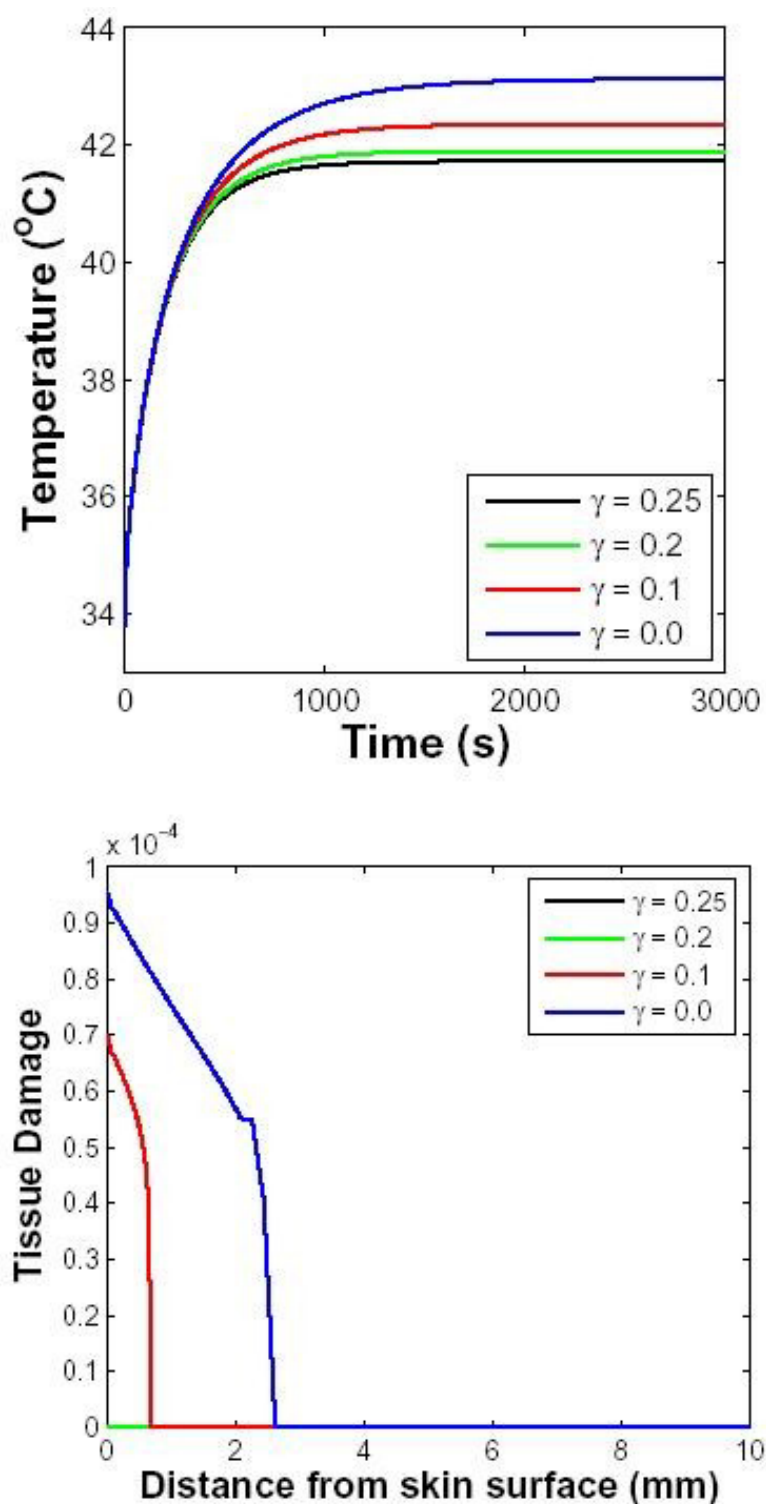 44
42
40
38
36
34
Temperature (°C)
γ = 0.25
γ = 0.2
γ = 0.1
γ = 0.0
0 1000 2000 3000
Time (s)
x 10⁻⁴
1
0.9
0.8
0.7
0.6
0.5
0.4
0.3
0.2
0.1
0
Tissue Damage
γ = 0.25
γ = 0.2
γ = 0.1
γ = 0.0
0 2 4 6 8 10
Distance from skin surface (mm)